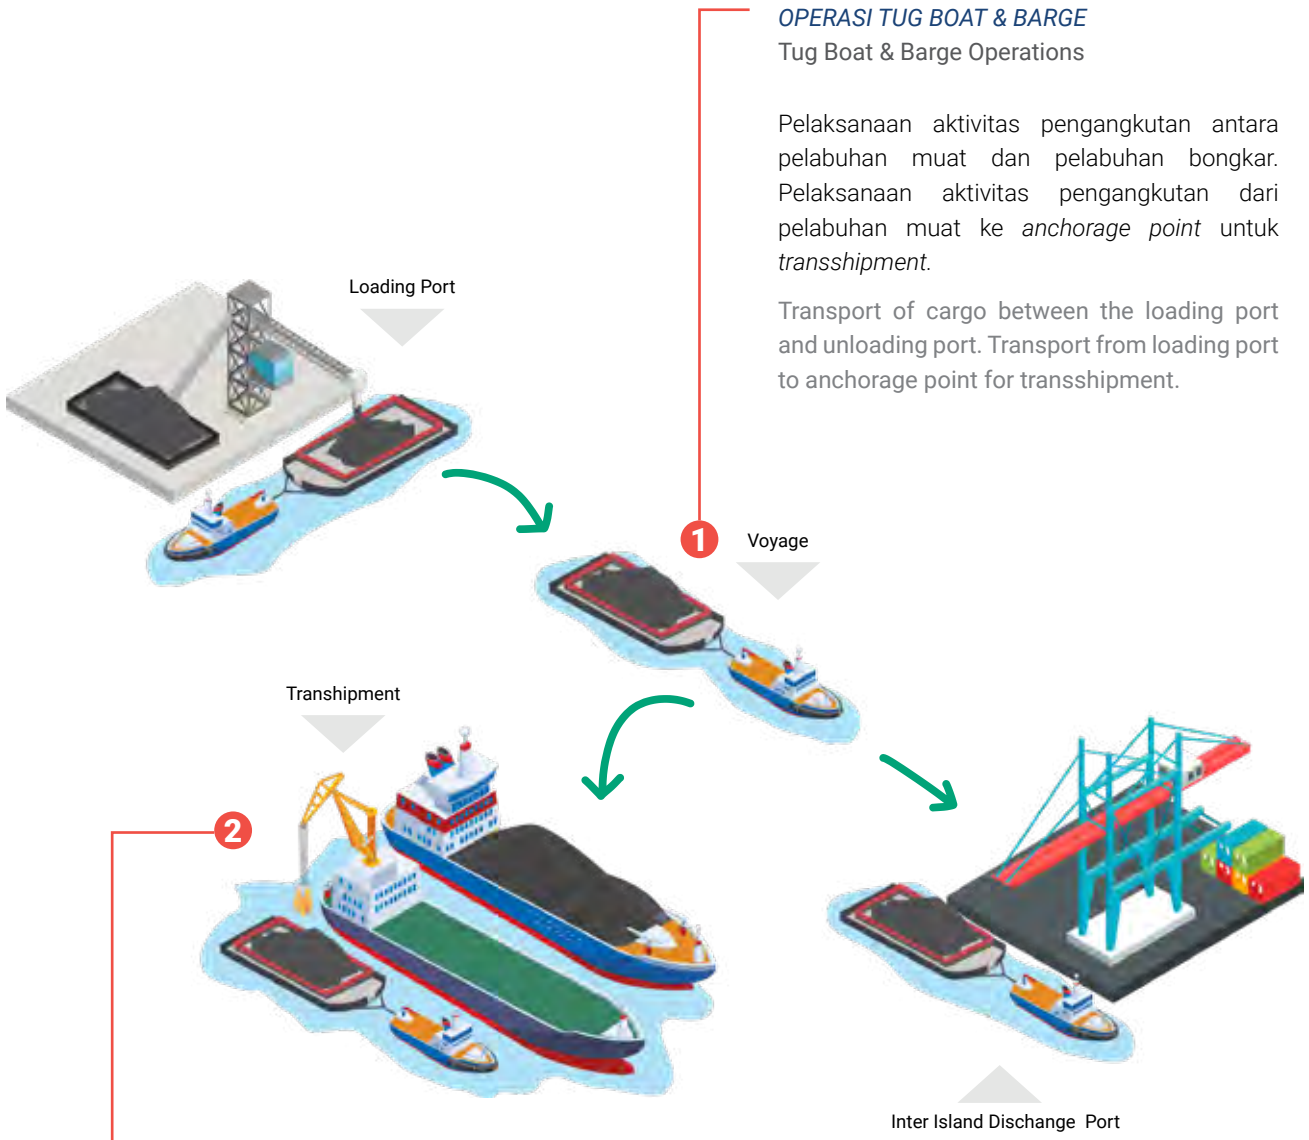 OPERASI TUG BOAT & BARGE
Tug Boat & Barge Operations
Pelaksanaan aktivitas pengangkutan antara
pelabuhan muat dan pelabuhan bongkar.
Pelaksanaan aktivitas pengangkutan dari
pelabuhan muat ke anchorage point untuk
transshipment.
Transport of cargo between the loading port
and unloading port. Transport from loading port
to anchorage point for transshipment.
Loading Port
1
Voyage
Transhipment
2
Inter Island Dischange Port